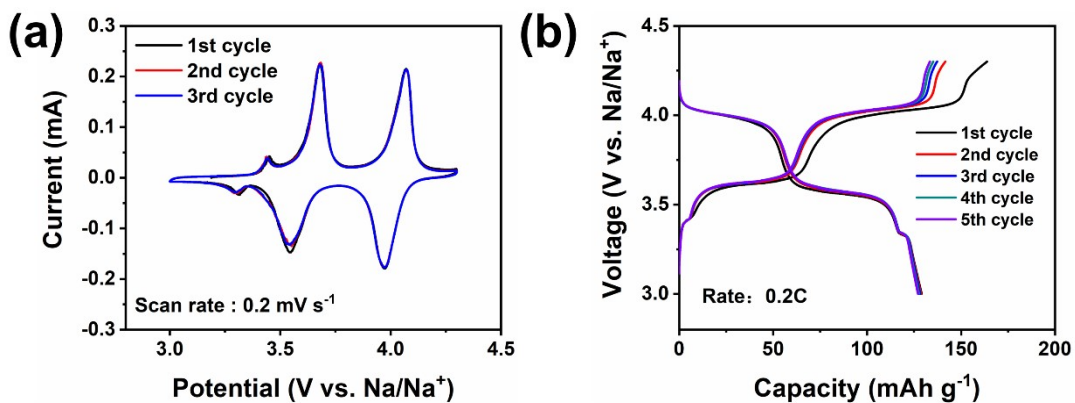 (a)
1st cycle
2nd cycle
3rd cycle
Current (mA)
0.3
0.2
0.1
0.0
-0.1
-0.2
-0.3
Scan rate : 0.2 mV s⁻¹
3.0 3.5 4.0 4.5
Potential (V vs. Na/Na⁺)
(b)
Voltage (V vs. Na/Na⁺)
4.5
4.0
3.5
3.0
1st cycle
2nd cycle
3rd cycle
4th cycle
5th cycle
Rate：0.2C
0 50 100 150 200
Capacity (mAh g⁻¹)